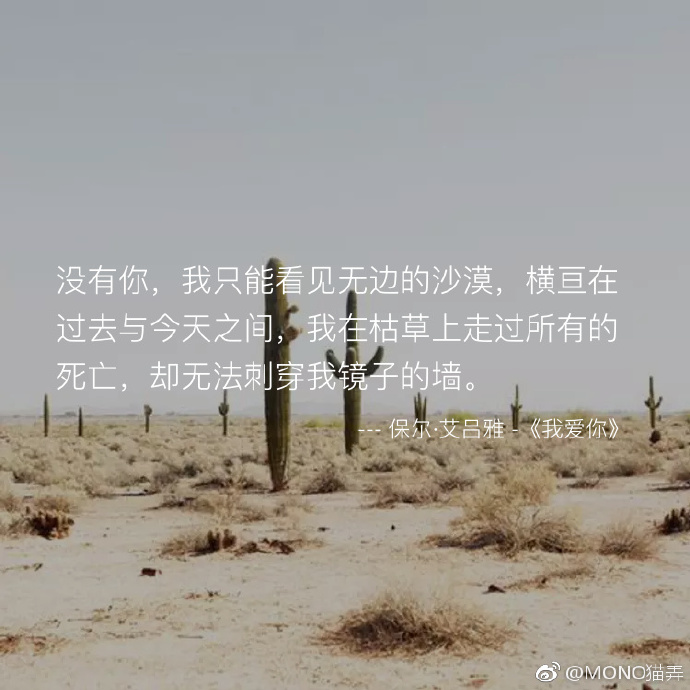 没有你，我只能看见无边的沙漠，横亘在
过去与今天之间，我在枯草上走过所有的
死亡，却无法刺穿我镜子的墙。
--- 保尔·艾吕雅 -《我爱你》
@MONO猫弄